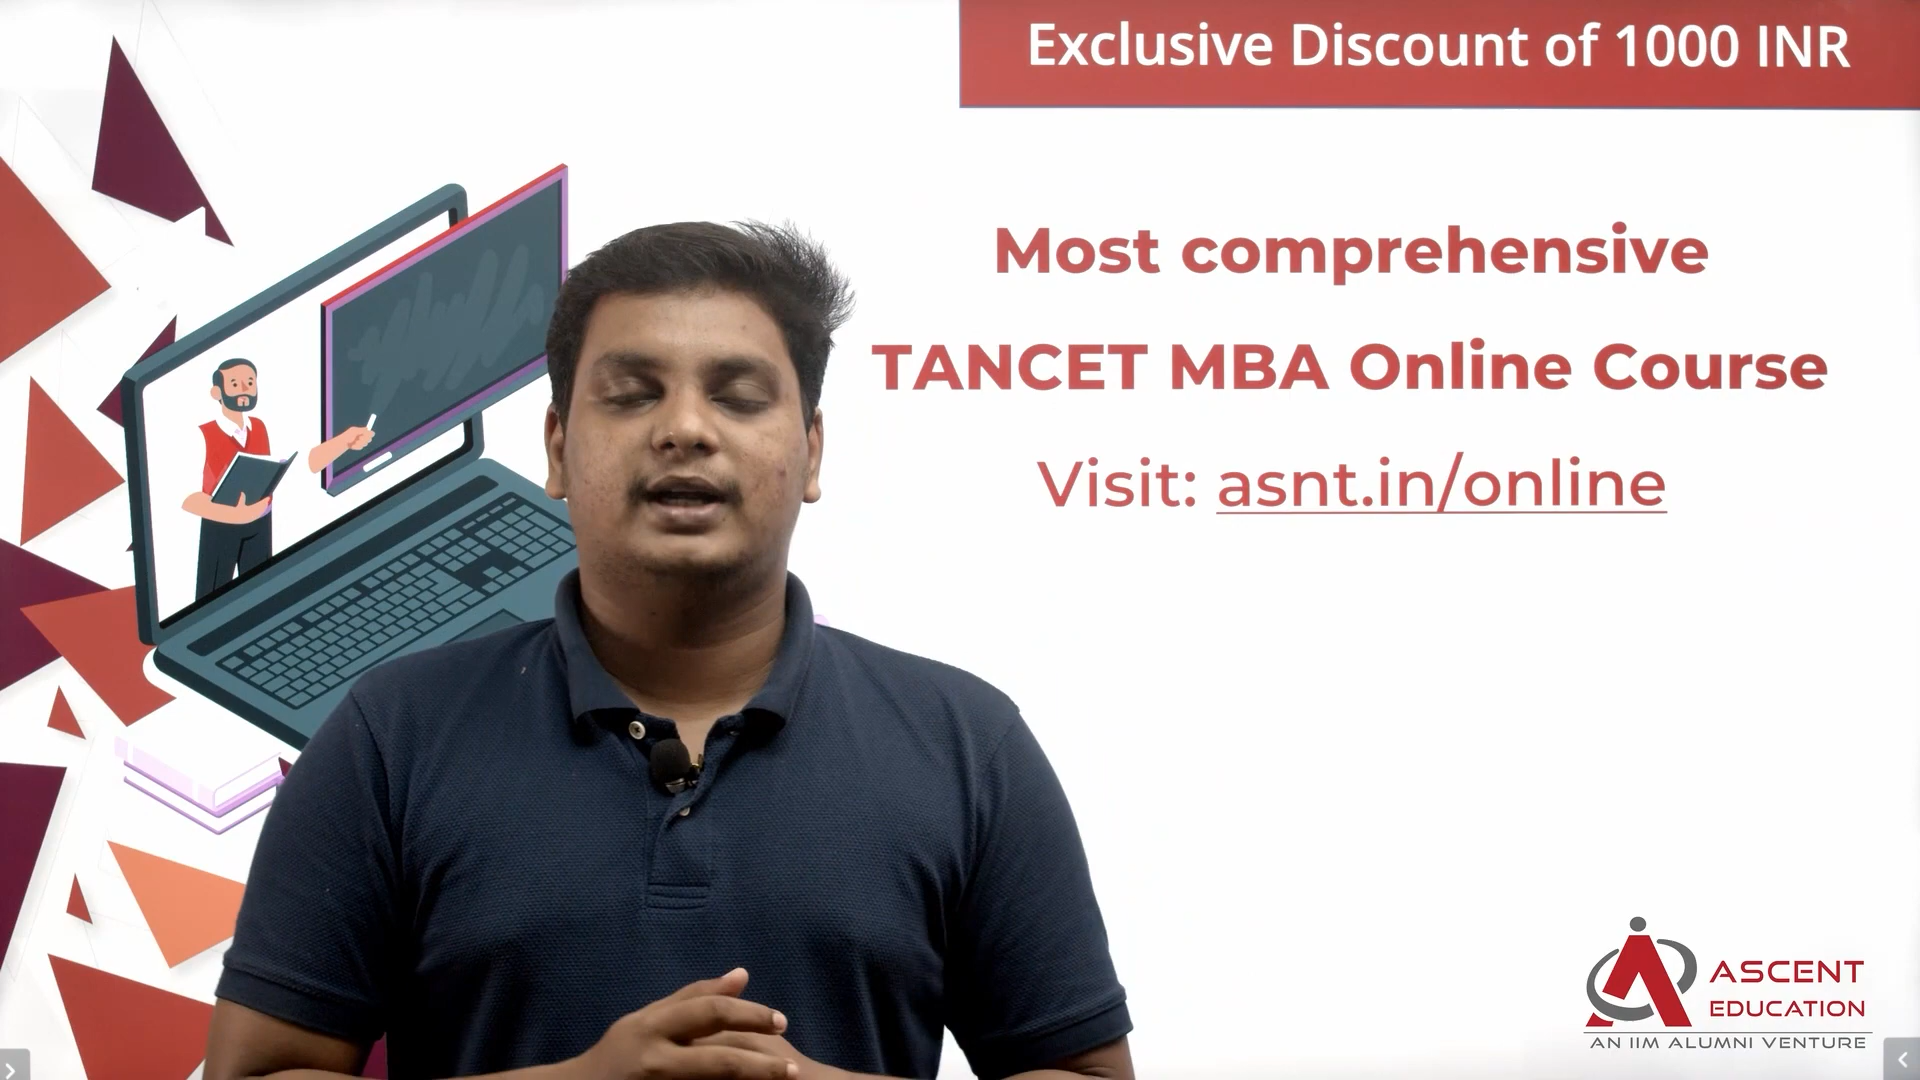 Exclusive Discount of 1000 INR
Most comprehensive
TANCET MBA Online Course
Visit: asnt.in/online
ASCENT
EDUCATION
AN IIM ALUMNI VENTURE